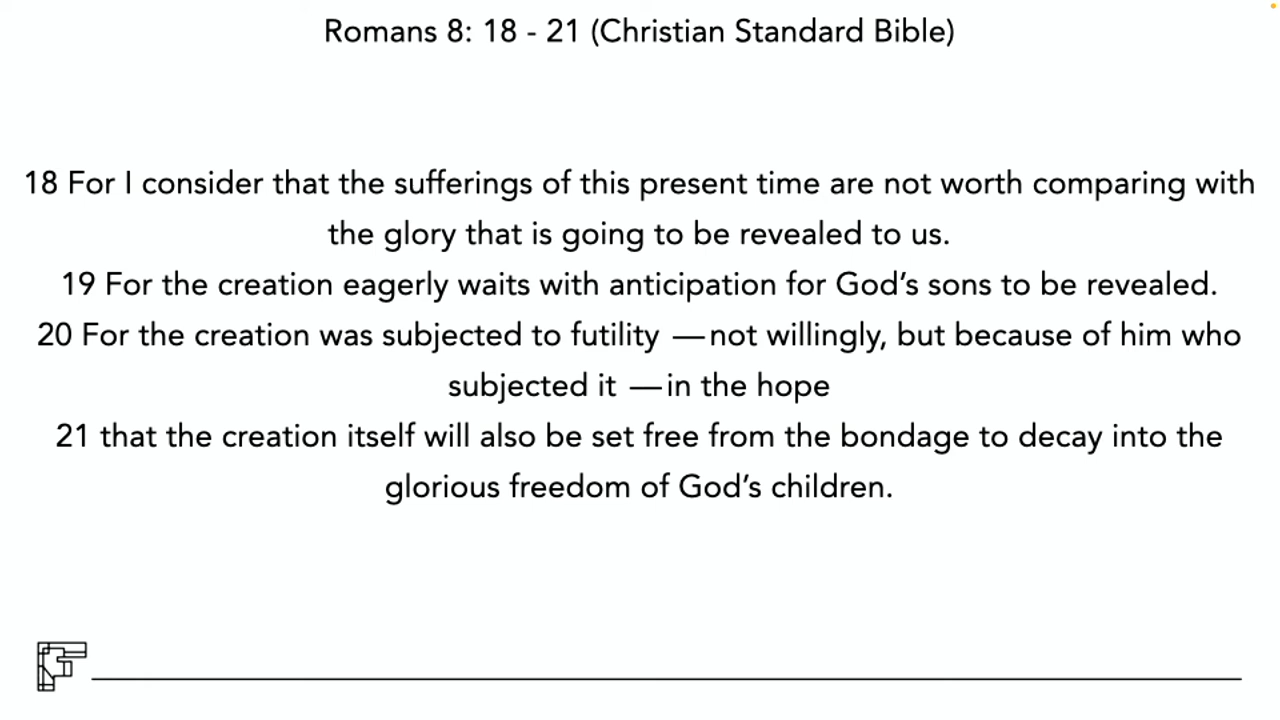 Romans 8: 18 - 21 (Christian Standard Bible)
18 For I consider that the sufferings of this present time are not worth comparing with
the glory that is going to be revealed to us.
19 For the creation eagerly waits with anticipation for God’s sons to be revealed.
20 For the creation was subjected to futility —not willingly, but because of him who
subjected it —in the hope
21 that the creation itself will also be set free from the bondage to decay into the
glorious freedom of God’s children.